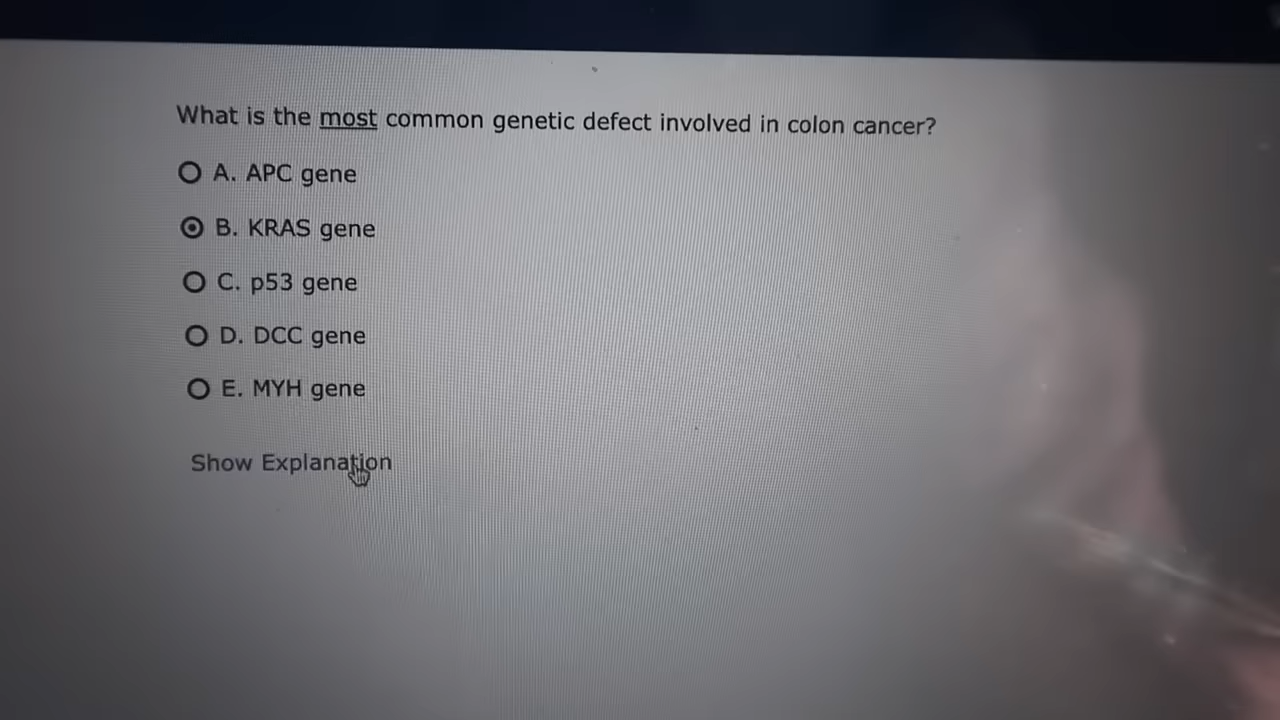 What is the most common genetic defect involved in colon cancer?
A. APC gene
B. KRAS gene
C. p53 gene
D. DCC gene
E. MYH gene
Show Explanation